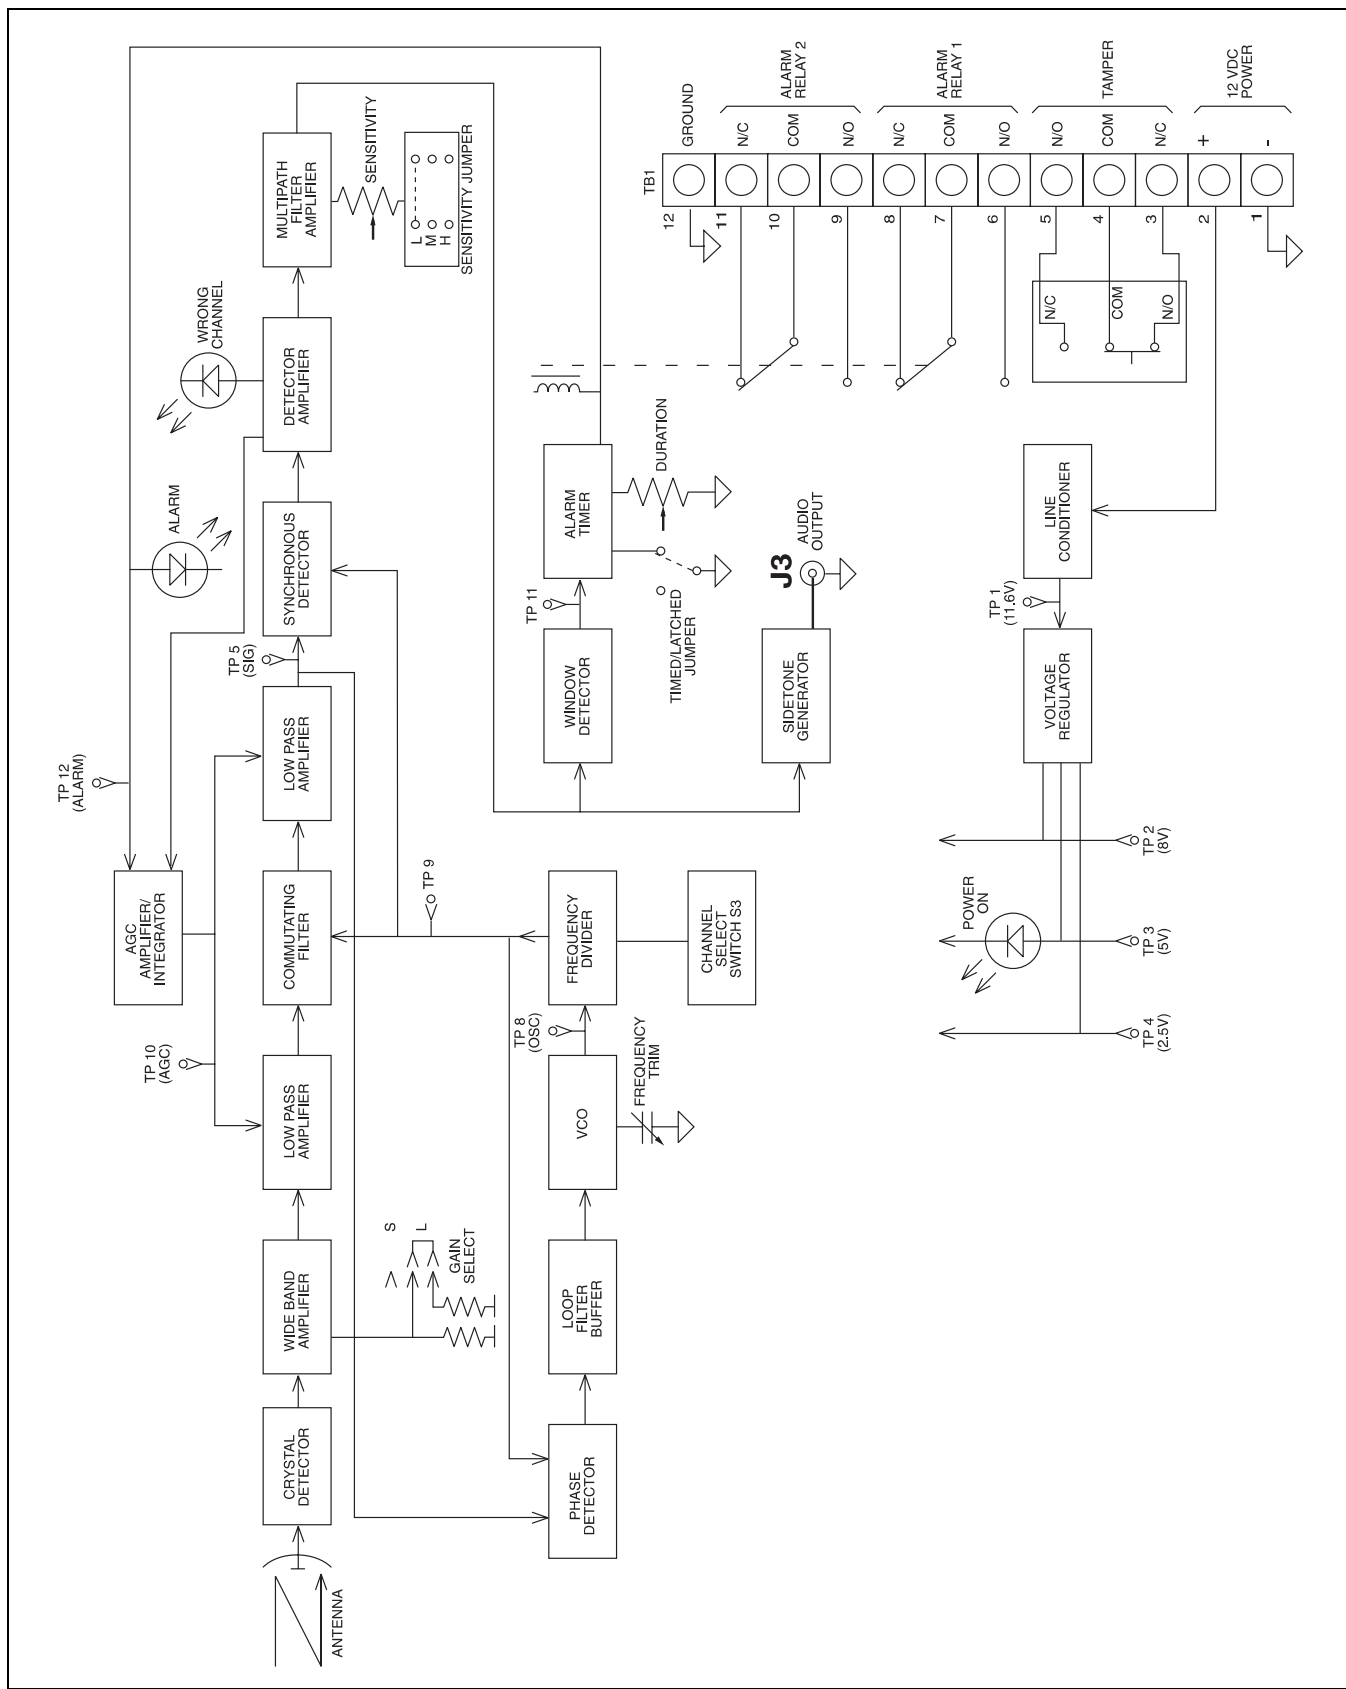 ANTENNA
CRYSTAL
DETECTOR
WIDE BAND
AMPLIFIER
S
L
GAIN
SELECT
LOW PASS
AMPLIFIER
TP 10
(AGC)
AGC
AMPLIFIER/
INTEGRATOR
COMMUTATING
FILTER
TP 9
TP 12
(ALARM)
LOW PASS
AMPLIFIER
TP 5
(SIG)
SYNCHRONOUS
DETECTOR
ALARM
DETECTOR
AMPLIFIER
WRONG
CHANNEL
MULTIPATH
FILTER
AMPLIFIER
SENSITIVITY
L
M
H
SENSITIVITY JUMPER
PHASE
DETECTOR
LOOP
FILTER
BUFFER
VCO
FREQUENCY
TRIM
TP 8
(OSC)
FREQUENCY
DIVIDER
CHANNEL
SELECT
SWITCH S3
WINDOW
DETECTOR
TP 11
ALARM
TIMER
DURATION
TIMED/LATCHED
JUMPER
SIDETONE
GENERATOR
J3
AUDIO
OUTPUT
TB1
12
GROUND
11
N/C
10
COM
9
N/O
ALARM
RELAY 2
8
N/C
7
COM
6
N/O
ALARM
RELAY 1
5
N/O
4
COM
3
N/C
TAMPER
2
+
1
-
12 VDC
POWER
N/C
COM
N/O
LINE
CONDITIONER
TP 1
(11.6V)
VOLTAGE
REGULATOR
TP 2
(8V)
POWER
ON
TP 3
(5V)
TP 4
(2.5V)